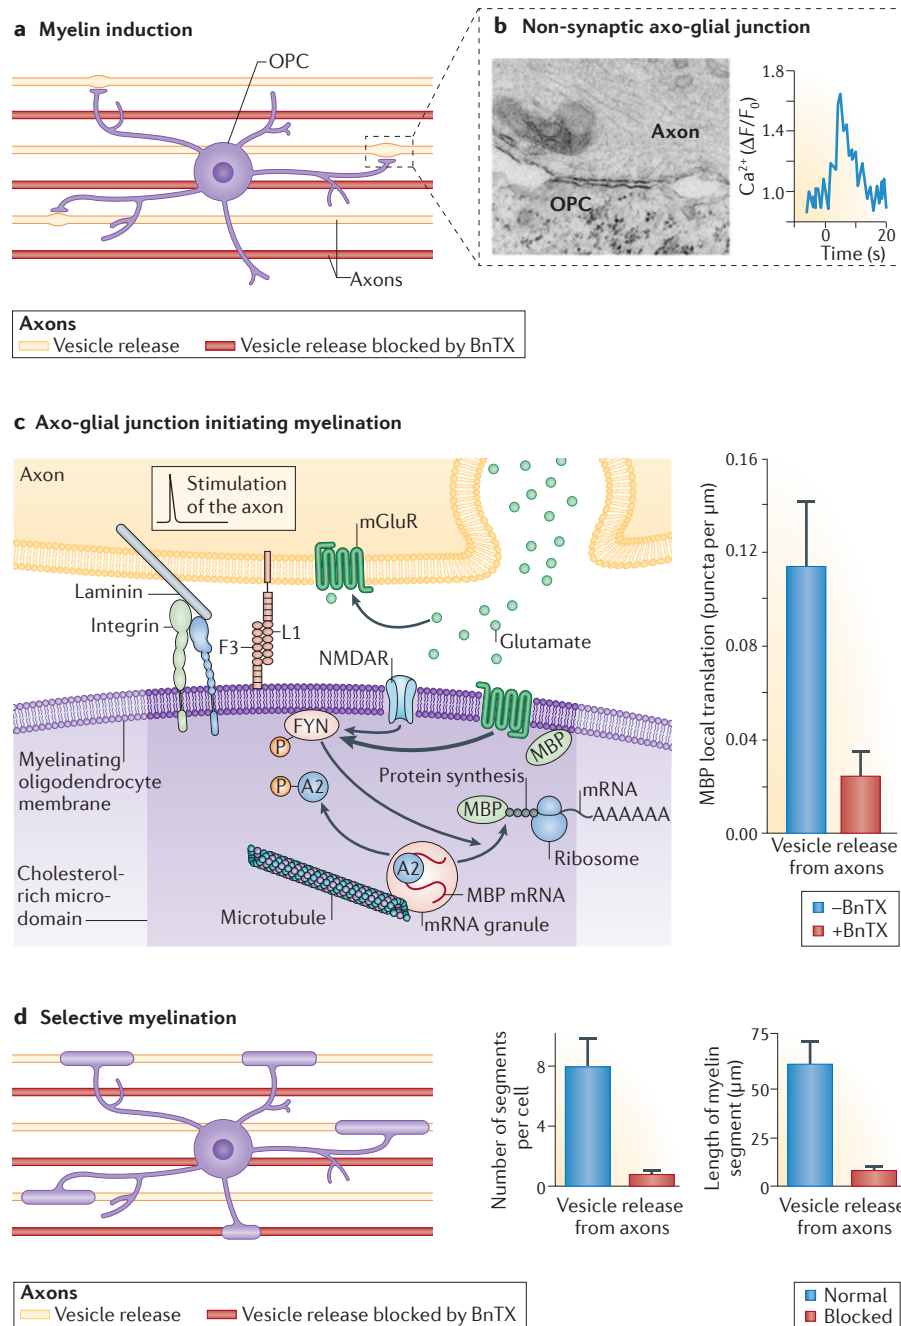 a Myelin induction
OPC
Axons
Axons
Vesicle release
Vesicle release blocked by BnTX
b Non-synaptic axo-glial junction
Axon
OPC
Ca²⁺ (ΔF/F₀)
1.8
1.4
1.0
0
20
Time (s)
c Axo-glial junction initiating myelination
Axon
Stimulation
of the axon
mGluR
Laminin
Integrin
F3
L1
Glutamate
NMDAR
FYN
P
MBP
Myelinating
oligodendrocyte
membrane
P
A2
Protein synthesis
MBP
mRNA
AAAAAA
Ribosome
A2
MBP mRNA
mRNA granule
Microtubule
Cholesterol-
rich micro-
domain
MBP local translation (puncta per μm)
0.16
0.12
0.08
0.04
0.00
Vesicle release
from axons
–BnTX
+BnTX
d Selective myelination
Number of segments
per cell
8
4
0
Vesicle release
from axons
Length of myelin
segment (μm)
75
50
25
0
Vesicle release
from axons
Axons
Vesicle release
Vesicle release blocked by BnTX
Normal
Blocked